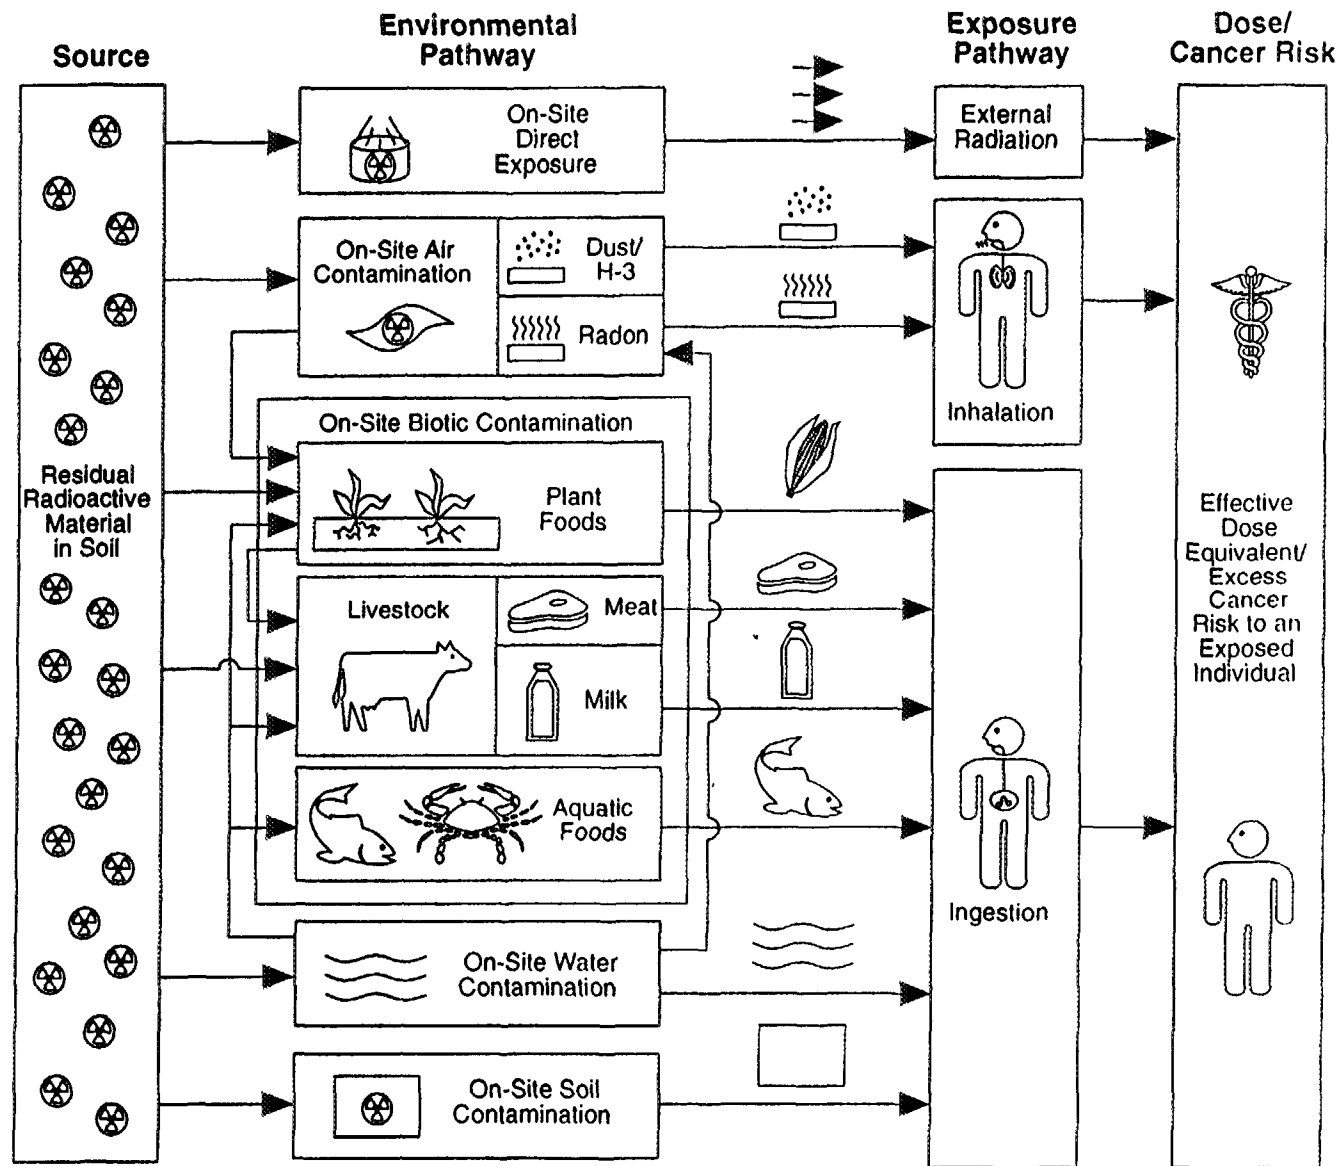 Source
Environmental
Pathway
Exposure
Pathway
Dose/
Cancer Risk
Residual
Radioactive
Material
in Soil
On-Site
Direct
Exposure
On-Site Air
Contamination
Dust/
H-3
Radon
On-Site Biotic Contamination
Plant
Foods
Livestock
Meat
Milk
Aquatic
Foods
On-Site Water
Contamination
On-Site Soil
Contamination
External
Radiation
Inhalation
Ingestion
Effective
Dose
Equivalent/
Excess
Cancer
Risk to an
Exposed
Individual